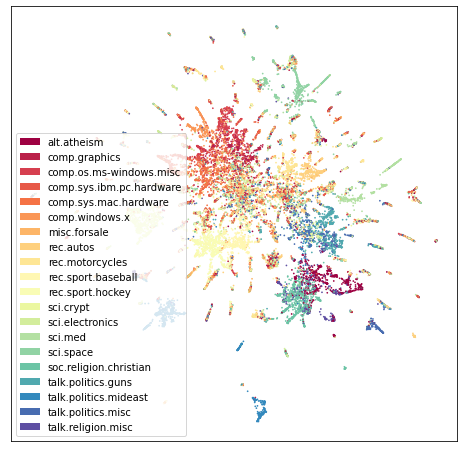 alt.atheism
comp.graphics
comp.os.ms-windows.misc
comp.sys.ibm.pc.hardware
comp.sys.mac.hardware
comp.windows.x
misc.forsale
rec.autos
rec.motorcycles
rec.sport.baseball
rec.sport.hockey
sci.crypt
sci.electronics
sci.med
sci.space
soc.religion.christian
talk.politics.guns
talk.politics.mideast
talk.politics.misc
talk.religion.misc